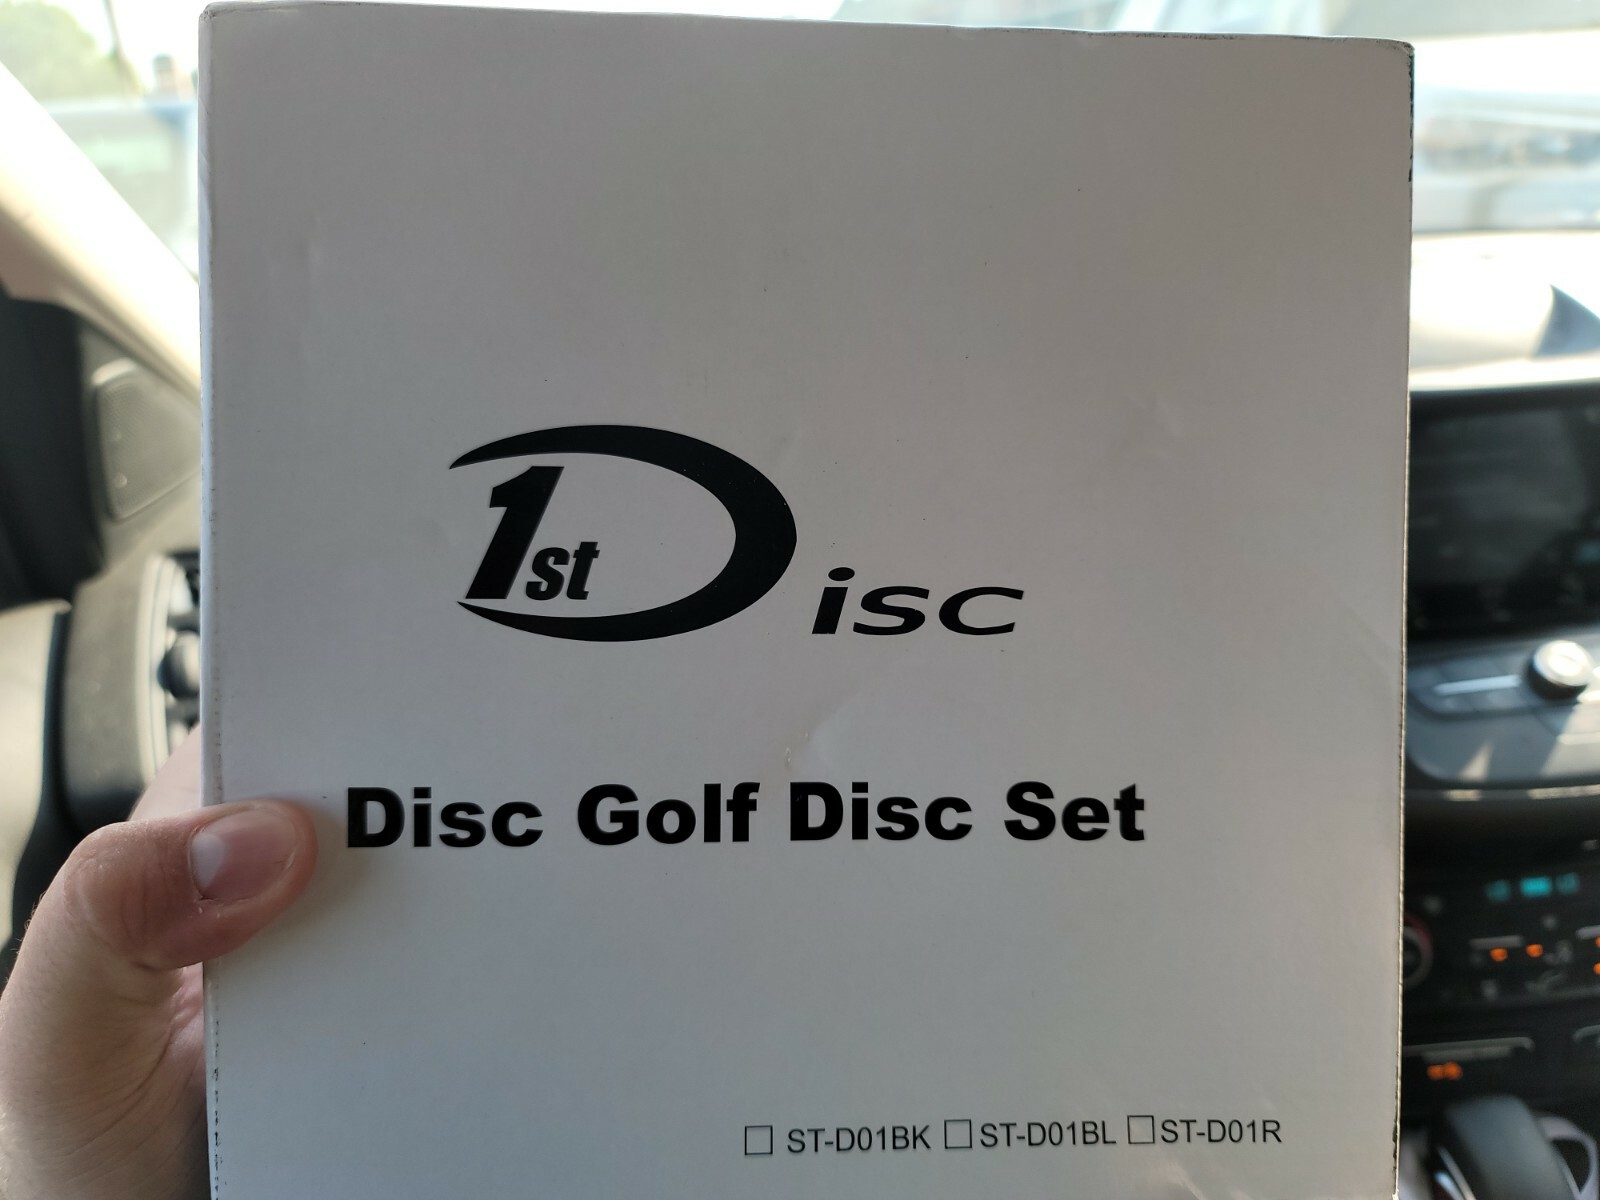 1st Disc
Disc Golf Disc Set
☐ ST-D01BK ☐ ST-D01BL ☐ ST-D01R